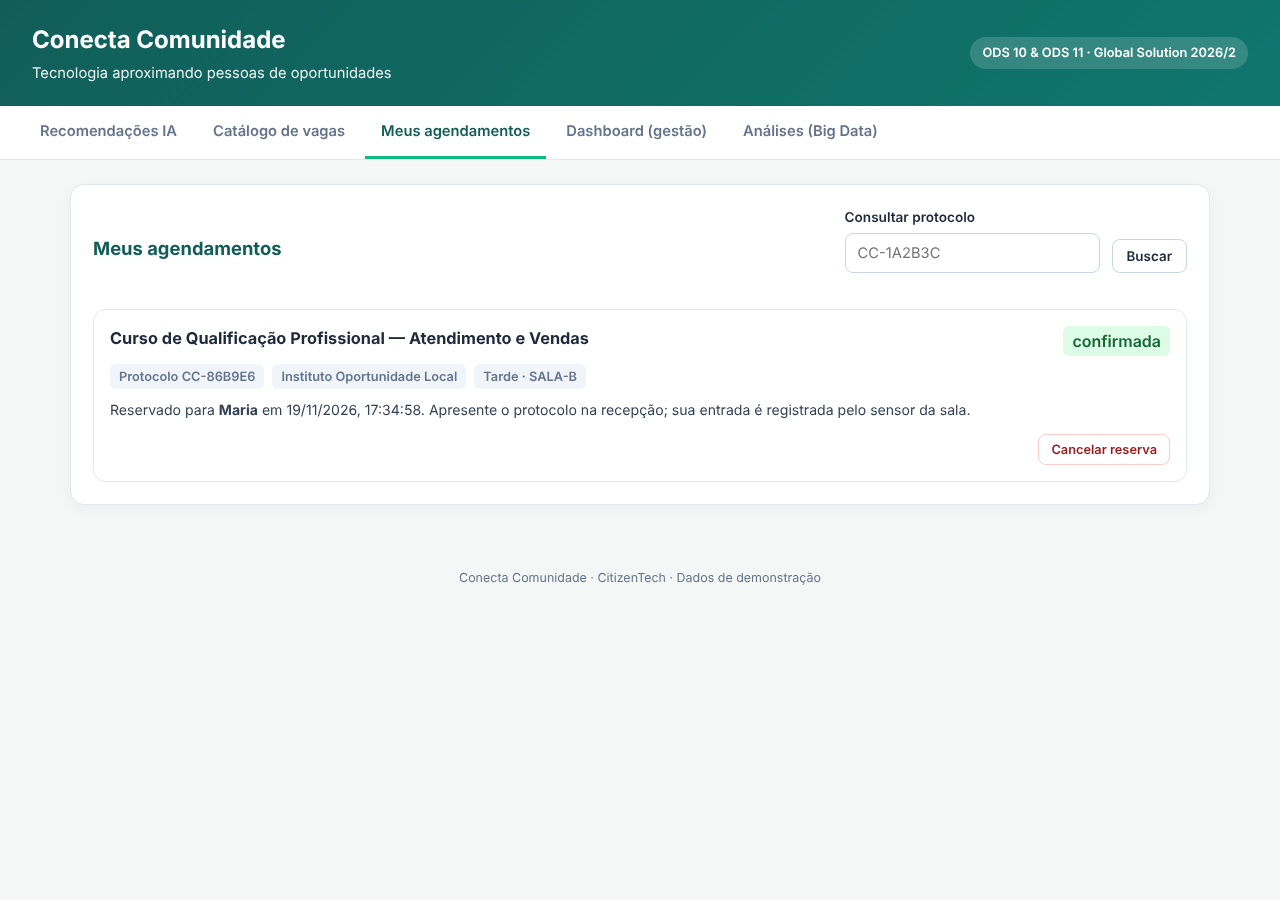 Conecta Comunidade
Tecnologia aproximando pessoas de oportunidades
ODS 10 & ODS 11 · Global Solution 2026/2
Recomendações IA
Catálogo de vagas
Meus agendamentos
Dashboard (gestão)
Análises (Big Data)
Meus agendamentos
Consultar protocolo
CC-1A2B3C
Buscar
Curso de Qualificação Profissional — Atendimento e Vendas
confirmada
Protocolo CC-86B9E6
Instituto Oportunidade Local
Tarde · SALA-B
Reservado para Maria em 19/11/2026, 17:34:58. Apresente o protocolo na recepção; sua entrada é registrada pelo sensor da sala.
Cancelar reserva
Conecta Comunidade · CitizenTech · Dados de demonstração